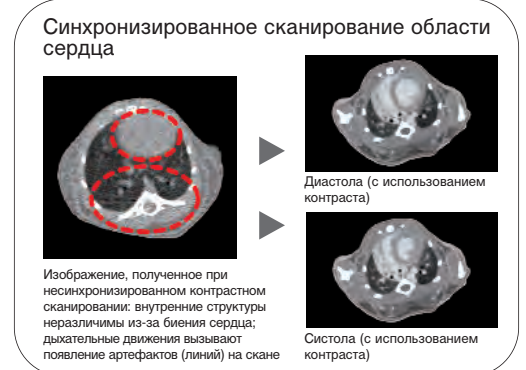 Синхронизированное сканирование области
сердца
Диастола (с использованием
контраста)
Изображение, полученное при
несинхронизированном контрастном
сканировании: внутренние структуры
неразличимы из-за биения сердца;
дыхательные движения вызывают
появление артефактов (линий) на скане
Систола (с использованием
контраста)